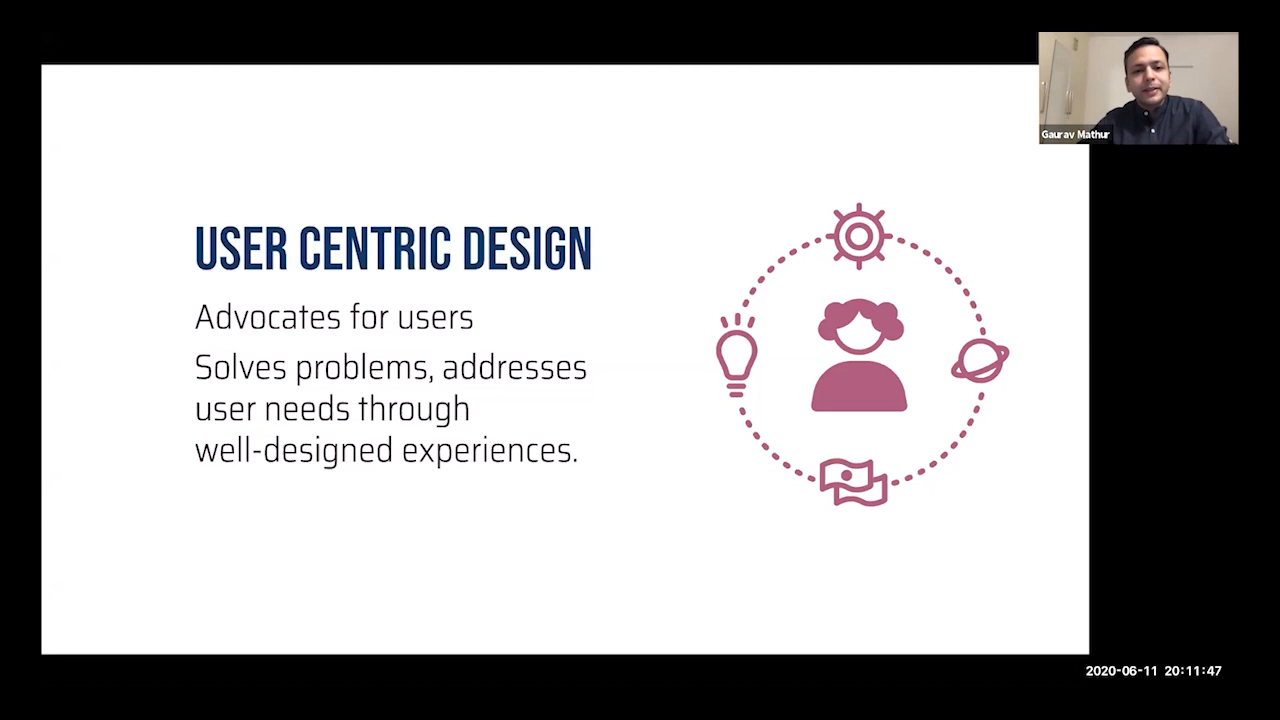 Gaurav Mathur
USER CENTRIC DESIGN
Advocates for users
Solves problems, addresses
user needs through
well-designed experiences.
2020-06-11 20:11:47